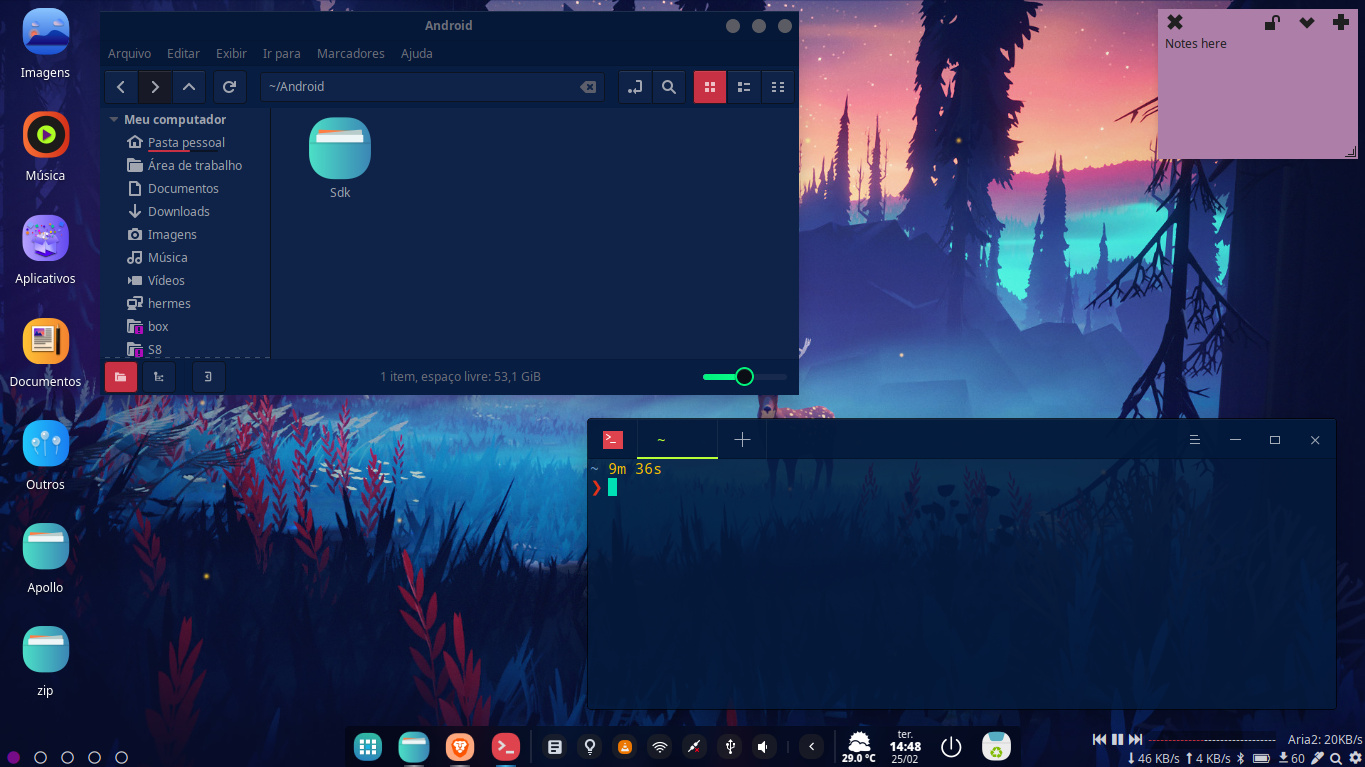 Imagens
Música
Aplicativos
Documentos
Outros
Apollo
zip
Android
Arquivo Editar Exibir Ir para Marcadores Ajuda
~/Android
Meu computador
Pasta pessoal
Área de trabalho
Documentos
Downloads
Imagens
Música
Vídeos
hermes
box
S8
Sdk
1 item, espaço livre: 53,1 GiB
Notes here
~
~ 9m 36s
❯
29.0 °C
ter.
14:48
25/02
Aria2: 20KB/s
46 KB/s 4 KB/s 60